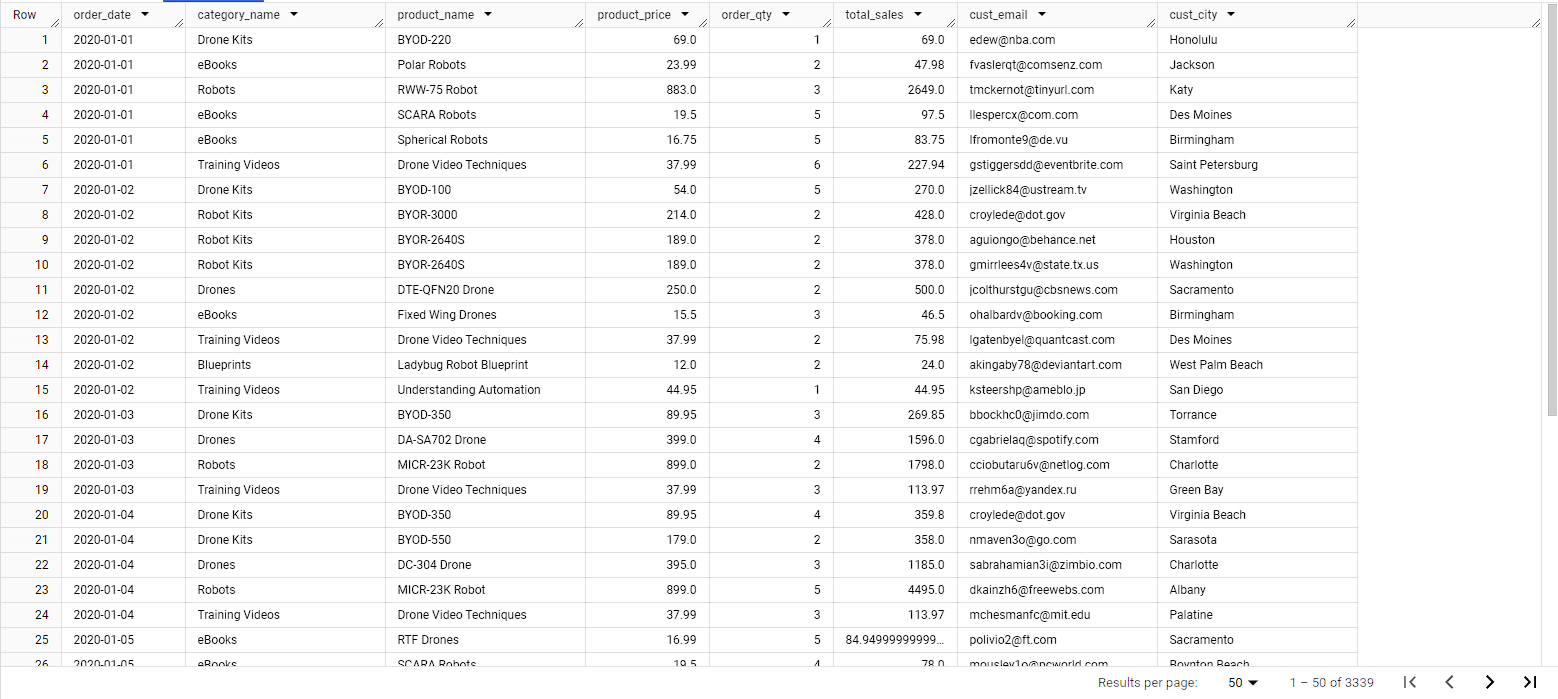 Row order_date category_name product_name product_price order_qty total_sales cust_email cust_city
1 2020-01-01 Drone Kits BYOD-220 69.0 1 69.0 edew@nba.com Honolulu
2 2020-01-01 eBooks Polar Robots 23.99 2 47.98 fvaslerqt@comsenz.com Jackson
3 2020-01-01 Robots RWW-75 Robot 883.0 3 2649.0 tmckernot@tinyurl.com Katy
4 2020-01-01 eBooks SCARA Robots 19.5 5 97.5 llespercx@com.com Des Moines
5 2020-01-01 eBooks Spherical Robots 16.75 5 83.75 lfromonte9@de.vu Birmingham
6 2020-01-01 Training Videos Drone Video Techniques 37.99 6 227.94 gstiggersdd@eventbrite.com Saint Petersburg
7 2020-01-02 Drone Kits BYOD-100 54.0 5 270.0 jzellick84@ustream.tv Washington
8 2020-01-02 Robot Kits BYOR-3000 214.0 2 428.0 croylede@dot.gov Virginia Beach
9 2020-01-02 Robot Kits BYOR-2640S 189.0 2 378.0 aguiongo@behance.net Houston
10 2020-01-02 Robot Kits BYOR-2640S 189.0 2 378.0 gmirrlees4v@state.tx.us Washington
11 2020-01-02 Drones DTE-QFN20 Drone 250.0 2 500.0 jcolthurstgu@cbsnews.com Sacramento
12 2020-01-02 eBooks Fixed Wing Drones 15.5 3 46.5 ohalbardv@booking.com Birmingham
13 2020-01-02 Training Videos Drone Video Techniques 37.99 2 75.98 lgatenbyel@quantcast.com Des Moines
14 2020-01-02 Blueprints Ladybug Robot Blueprint 12.0 2 24.0 akingaby78@deviantart.com West Palm Beach
15 2020-01-02 Training Videos Understanding Automation 44.95 1 44.95 ksteershp@ameblo.jp San Diego
16 2020-01-03 Drone Kits BYOD-350 89.95 3 269.85 bbockhc0@jimdo.com Torrance
17 2020-01-03 Drones DA-SA702 Drone 399.0 4 1596.0 cgabrielaq@spotify.com Stamford
18 2020-01-03 Robots MICR-23K Robot 899.0 2 1798.0 cciobutaru6v@netlog.com Charlotte
19 2020-01-03 Training Videos Drone Video Techniques 37.99 3 113.97 rrehm6a@yandex.ru Green Bay
20 2020-01-04 Drone Kits BYOD-350 89.95 4 359.8 croylede@dot.gov Virginia Beach
21 2020-01-04 Drone Kits BYOD-550 179.0 2 358.0 nmaven3o@go.com Sarasota
22 2020-01-04 Drones DC-304 Drone 395.0 3 1185.0 sabrahamian3i@zimbio.com Charlotte
23 2020-01-04 Robots MICR-23K Robot 899.0 5 4495.0 dkainzh6@freewebs.com Albany
24 2020-01-04 Training Videos Drone Video Techniques 37.99 3 113.97 mchesmanfc@mit.edu Palatine
25 2020-01-05 eBooks RTF Drones 16.99 5 84.94999999999... polivio2@ft.com Sacramento
26 2020-01-05 eBooks SCARA Robots 19.5 4 78.0 mousley1o@pcworld.com Boynton Beach
Results per page: 50 1 – 50 of 3339